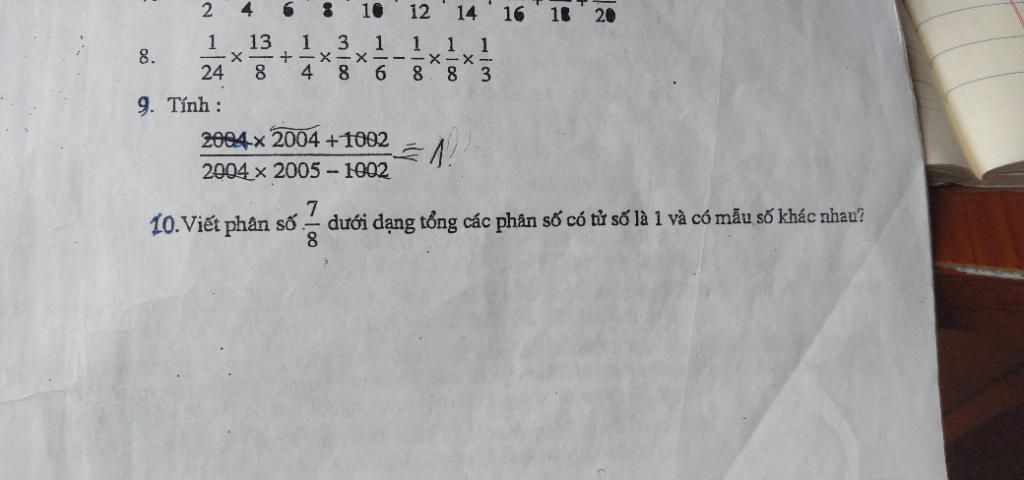 2 4 6 8 10 12 14 16 18 20
8. 1/24 × 13/8 + 1/4 × 3/8 × 1/6 − 1/8 × 1/8 × 1/3
9. Tính :
2004 × 2004 + 1002
2004 × 2005 − 1002
= 1
10. Viết phân số 7/8 dưới dạng tổng các phân số có tử số là 1 và có mẫu số khác nhau?